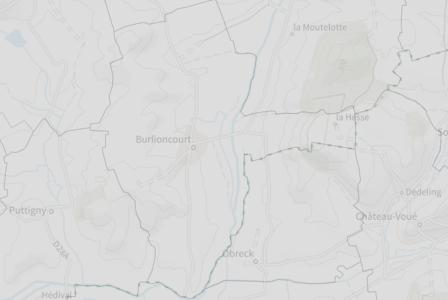 la Moutelotte
la Hesse
Burlioncourt
Dédeling
Puttigny
Château-Voué
D28A
Obreck